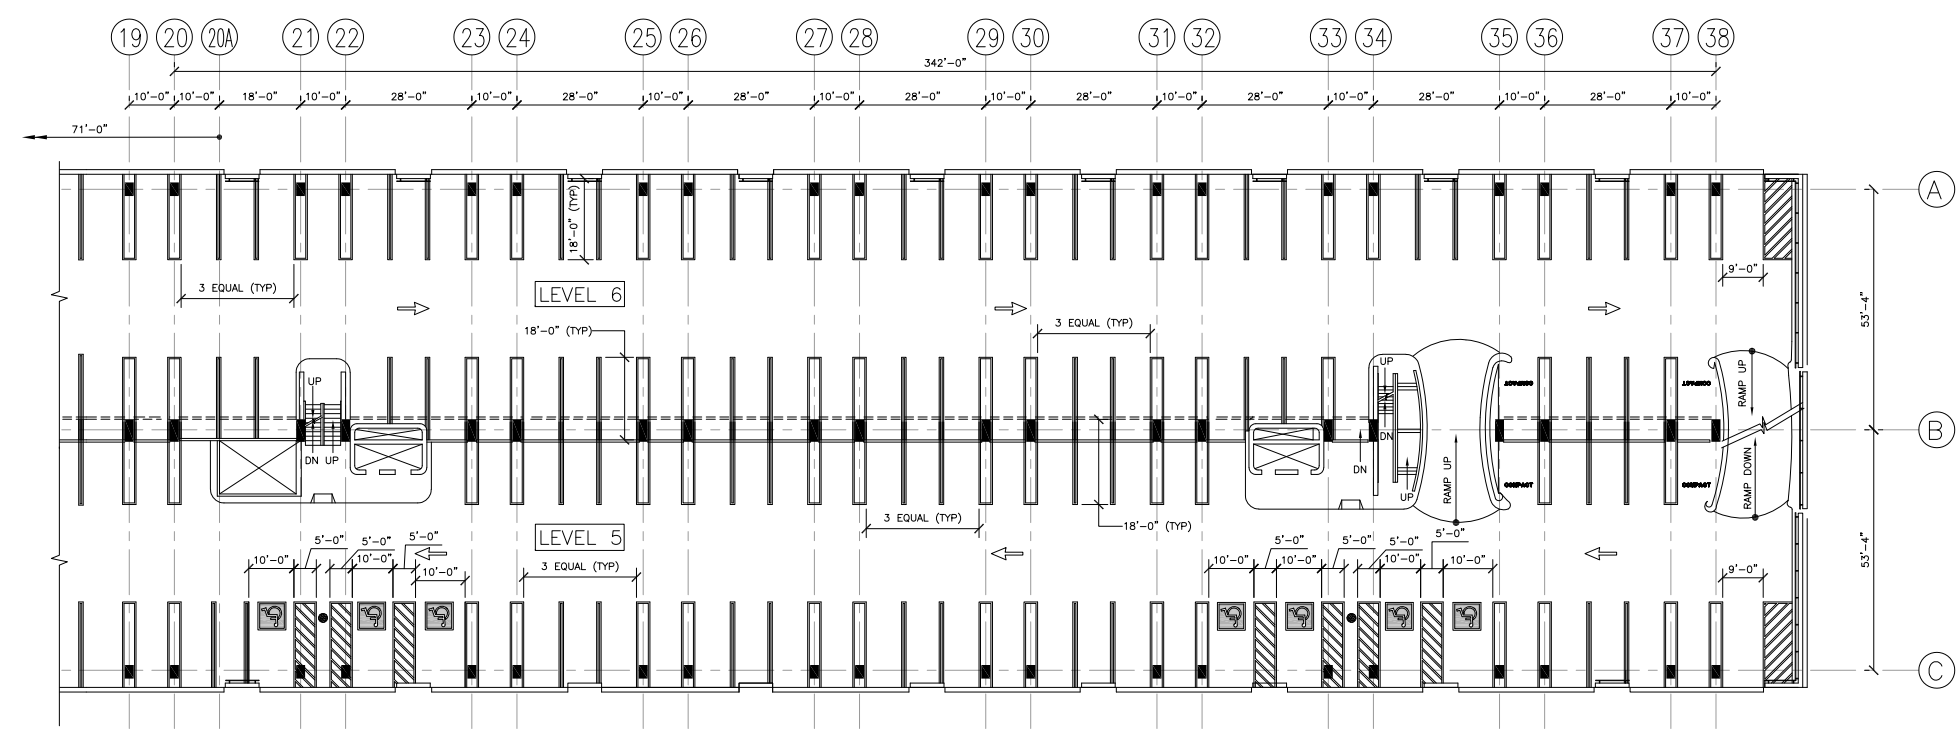 19 20 20A 21 22 23 24 25 26 27 28 29 30 31 32 33 34 35 36 37 38
342'-0"
10'-0" 10'-0" 18'-0" 10'-0" 28'-0" 10'-0" 28'-0" 10'-0" 28'-0" 10'-0" 28'-0" 10'-0" 28'-0" 10'-0" 28'-0" 10'-0" 28'-0" 10'-0" 28'-0" 10'-0"
71'-0"
A
18'-0" (TYP)
9'-0"
3 EQUAL (TYP)
LEVEL 6
53'-4"
3 EQUAL (TYP)
18'-0" (TYP)
UP
UP
COMPACT
COMPACT
RAMP UP
B
DN UP
DN
DN
UP
RAMP UP
COMPACT
COMPACT
RAMP DOWN
3 EQUAL (TYP)
18'-0" (TYP)
LEVEL 5
5'-0" 5'-0" 5'-0"
10'-0" 10'-0" 10'-0"
3 EQUAL (TYP)
5'-0" 5'-0" 5'-0" 5'-0"
10'-0" 10'-0" 10'-0" 10'-0"
9'-0"
53'-4"
C